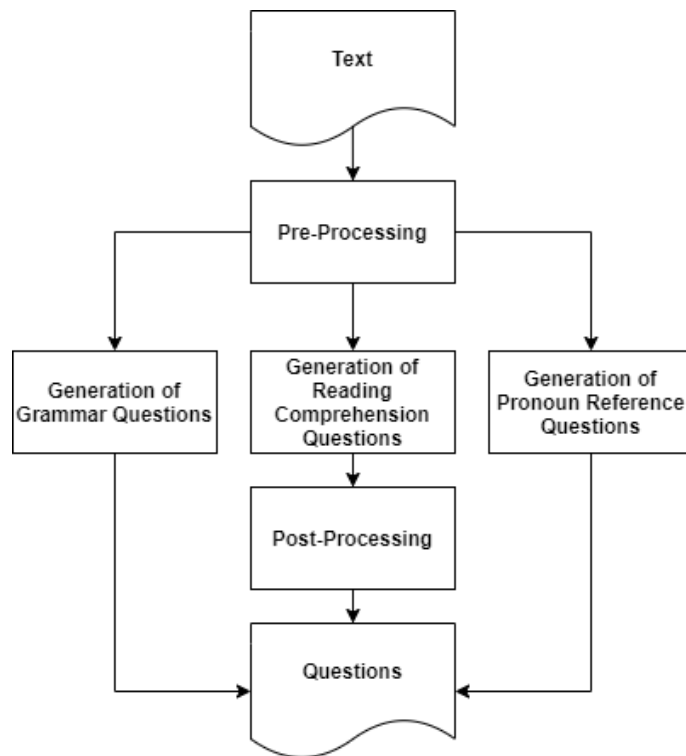 Text
Pre-Processing
Generation of
Grammar Questions
Generation of
Reading
Comprehension
Questions
Generation of
Pronoun Reference
Questions
Post-Processing
Questions